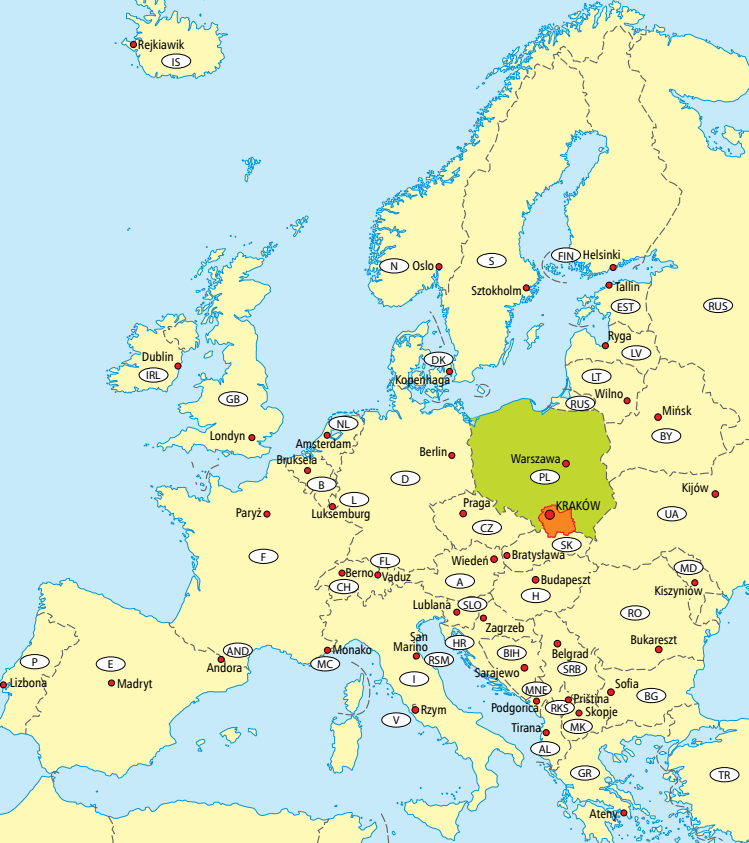 Rejkiawik
IS
N
Oslo
S
FIN
Helsinki
Sztokholm
Tallin
EST
RUS
Ryga
LV
Dublin
IRL
DK
Kopenhaga
LT
Wilno
RUS
Mińsk
BY
GB
Londyn
NL
Amsterdam
Bruksela
B
L
Luksemburg
Berlin
D
Warszawa
PL
KRAKÓW
Kijów
UA
Paryż
F
Praga
CZ
SK
Wiedeń
Bratysława
FL
Berno
Vaduz
CH
A
Budapeszt
H
MD
Kiszyniów
Lublana
SLO
Zagrzeb
RO
Bukareszt
HR
San
Marino
RSM
BIH
Belgrad
SRB
Sarajewo
P
Lizbona
E
Madryt
AND
Andora
Monako
MC
I
V
Rzym
MNE
Podgorica
Priština
RKS
Skopje
MK
Sofia
BG
Tirana
AL
GR
Ateny
TR